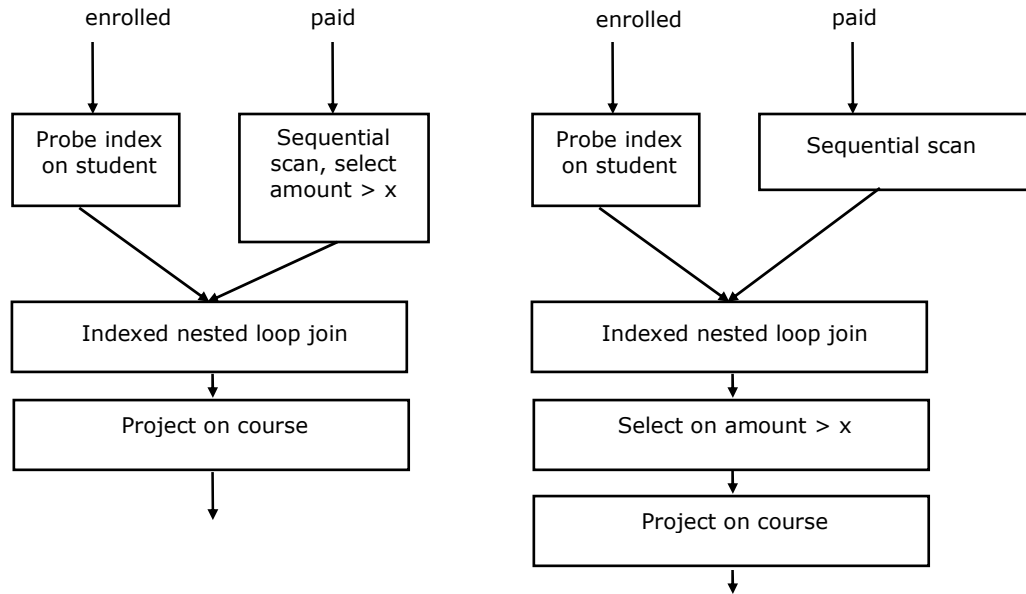 enrolled
paid
Probe index
on student
Sequential
scan, select
amount > x
Indexed nested loop join
Project on course
enrolled
paid
Probe index
on student
Sequential scan
Indexed nested loop join
Select on amount > x
Project on course